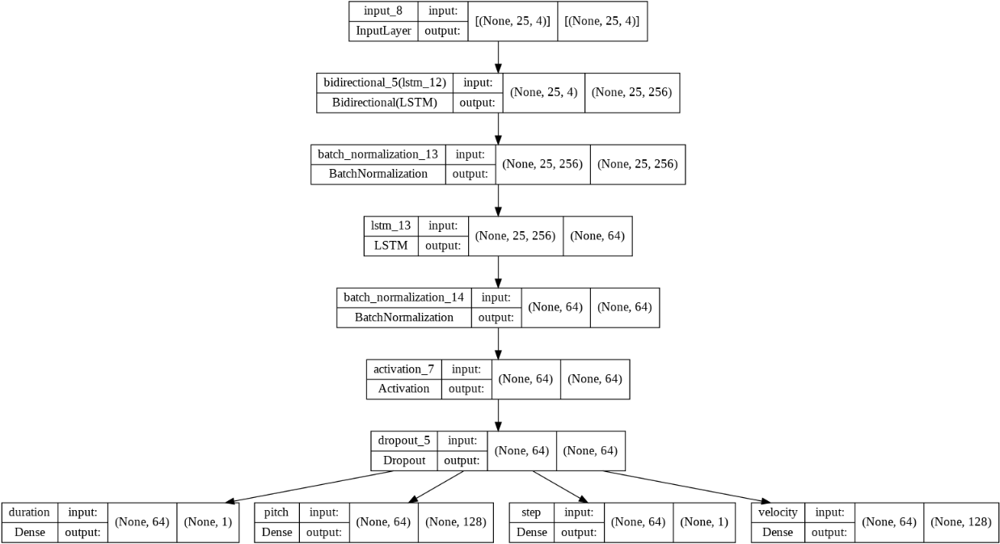 input_8 input: [(None, 25, 4)] [(None, 25, 4)]
InputLayer output:
bidirectional_5(lstm_12) input: (None, 25, 4) (None, 25, 256)
Bidirectional(LSTM) output:
batch_normalization_13 input: (None, 25, 256) (None, 25, 256)
BatchNormalization output:
lstm_13 input: (None, 25, 256) (None, 64)
LSTM output:
batch_normalization_14 input: (None, 64) (None, 64)
BatchNormalization output:
activation_7 input: (None, 64) (None, 64)
Activation output:
dropout_5 input: (None, 64) (None, 64)
Dropout output:
duration input: (None, 64) (None, 1)
Dense output:
pitch input: (None, 64) (None, 128)
Dense output:
step input: (None, 64) (None, 1)
Dense output:
velocity input: (None, 64) (None, 128)
Dense output: